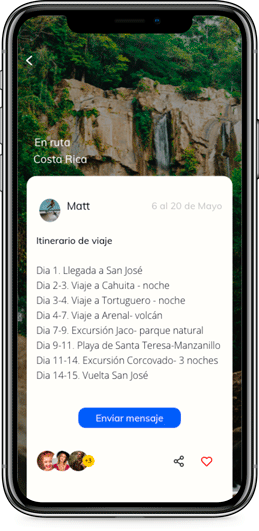 En ruta
Costa Rica
Matt
6 al 20 de Mayo
Itinerario de viaje
Dia 1. Llegada a San José
Dia 2-3. Viaje a Cahuita - noche
Dia 3-4. Viaje a Tortuguero - noche
Dia 4-7. Viaje a Arenal- volcán
Dia 7-9. Excursión Jaco- parque natural
Dia 9-11. Playa de Santa Teresa-Manzanillo
Dia 11-14. Excursión Corcovado- 3 noches
Dia 14-15. Vuelta San José
Enviar mensaje
+3